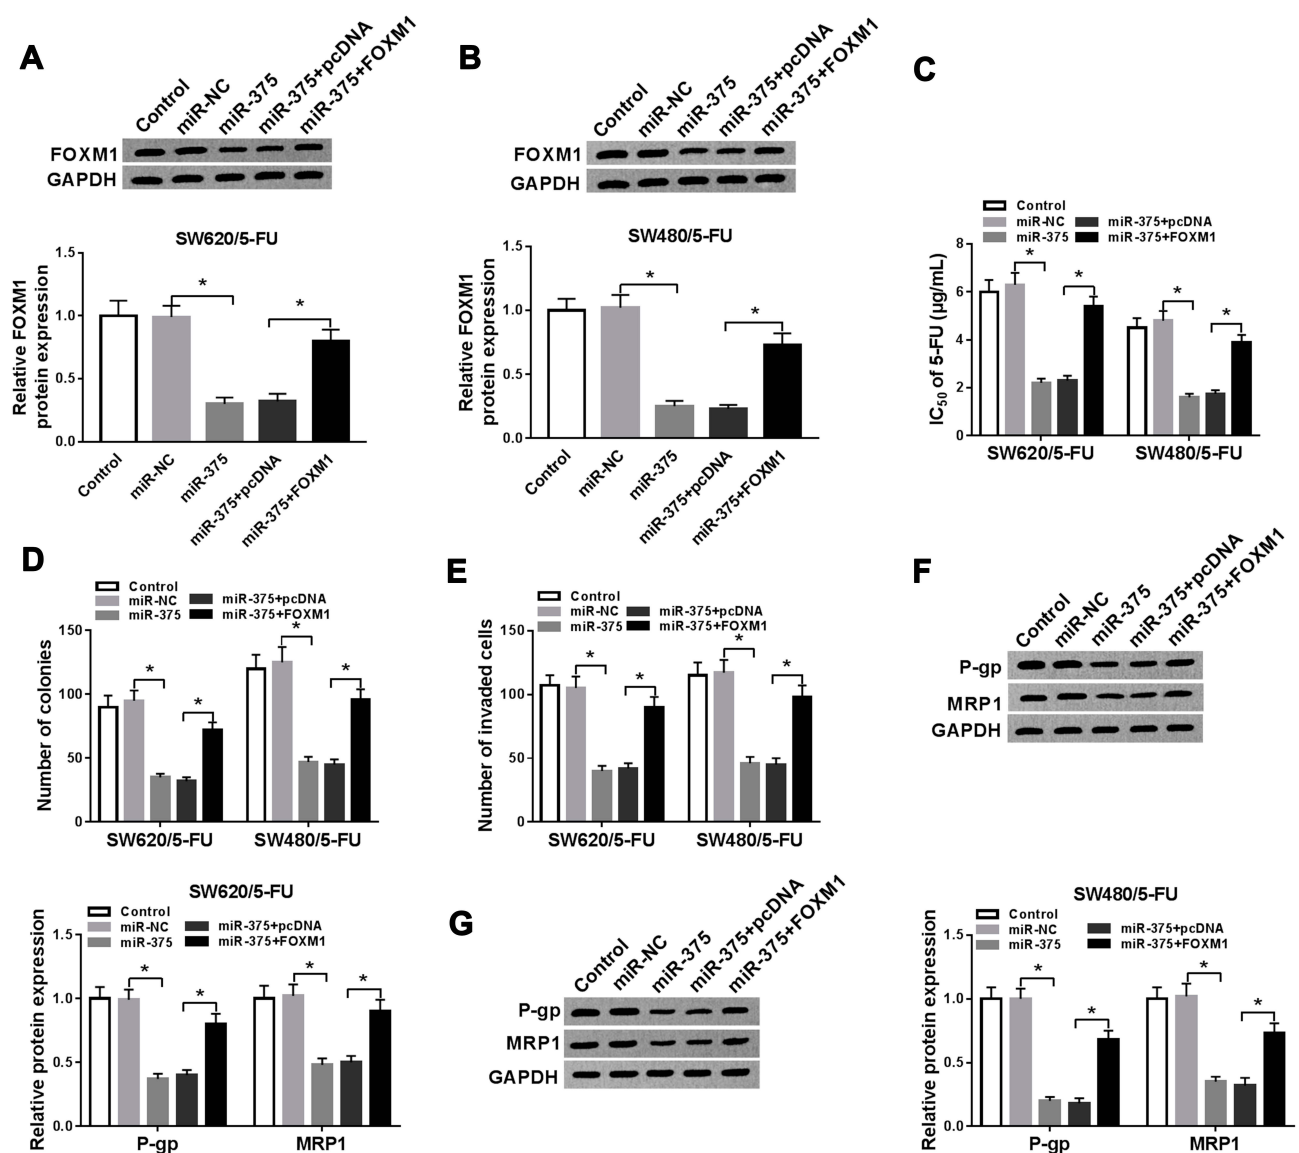 A
Control
miR-NC
miR-375
miR-375+pcDNA
miR-375+FOXM1
FOXM1
GAPDH
SW620/5-FU
Relative FOXM1
protein expression
1.5
1.0
0.5
0.0
*
*
Control
miR-NC
miR-375
miR-375+pcDNA
miR-375+FOXM1
B
Control
miR-NC
miR-375
miR-375+pcDNA
miR-375+FOXM1
FOXM1
GAPDH
SW480/5-FU
Relative FOXM1
protein expression
1.5
1.0
0.5
0.0
*
*
Control
miR-NC
miR-375
miR-375+pcDNA
miR-375+FOXM1
C
Control
miR-NC
miR-375+pcDNA
miR-375
miR-375+FOXM1
IC50 of 5-FU (μg/mL)
8
6
4
2
0
*
*
*
*
SW620/5-FU
SW480/5-FU
D
Control
miR-NC
miR-375+pcDNA
miR-375
miR-375+FOXM1
Number of colonies
150
100
50
0
*
*
*
*
SW620/5-FU
SW480/5-FU
E
Control
miR-NC
miR-375+pcDNA
miR-375
miR-375+FOXM1
Number of invaded cells
150
100
50
0
*
*
*
*
SW620/5-FU
SW480/5-FU
F
Control
miR-NC
miR-375
miR-375+pcDNA
miR-375+FOXM1
P-gp
MRP1
GAPDH
SW620/5-FU
Control
miR-NC
miR-375+pcDNA
miR-375
miR-375+FOXM1
Relative protein expression
1.5
1.0
0.5
0.0
*
*
*
*
P-gp
MRP1
G
Control
miR-NC
miR-375
miR-375+pcDNA
miR-375+FOXM1
P-gp
MRP1
GAPDH
SW480/5-FU
Control
miR-NC
miR-375+pcDNA
miR-375
miR-375+FOXM1
Relative protein expression
1.5
1.0
0.5
0.0
*
*
*
*
P-gp
MRP1